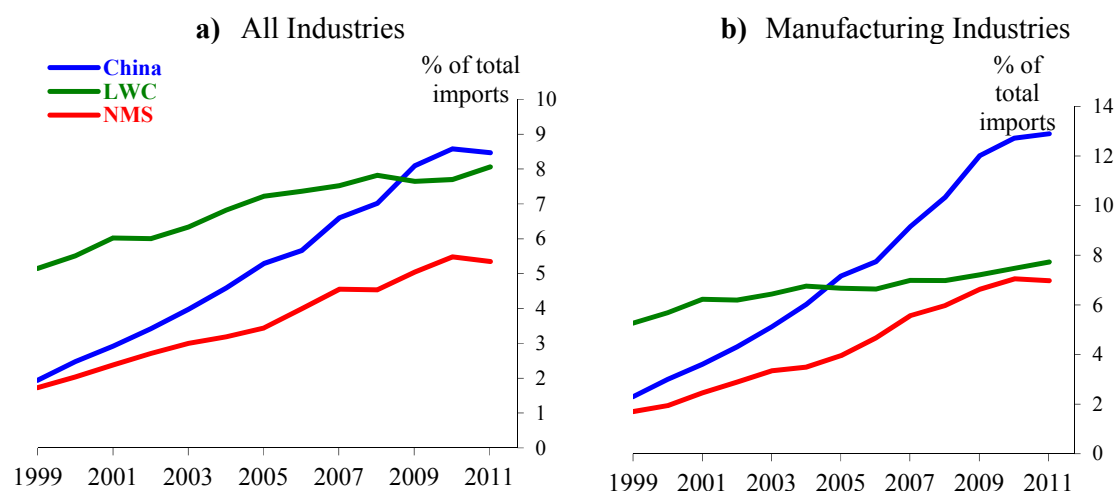 a) All Industries
China
LWC
NMS
% of total
imports
10
9
8
7
6
5
4
3
2
1
0
1999 2001 2003 2005 2007 2009 2011
b) Manufacturing Industries
% of
total
imports
14
12
10
8
6
4
2
0
1999 2001 2003 2005 2007 2009 2011